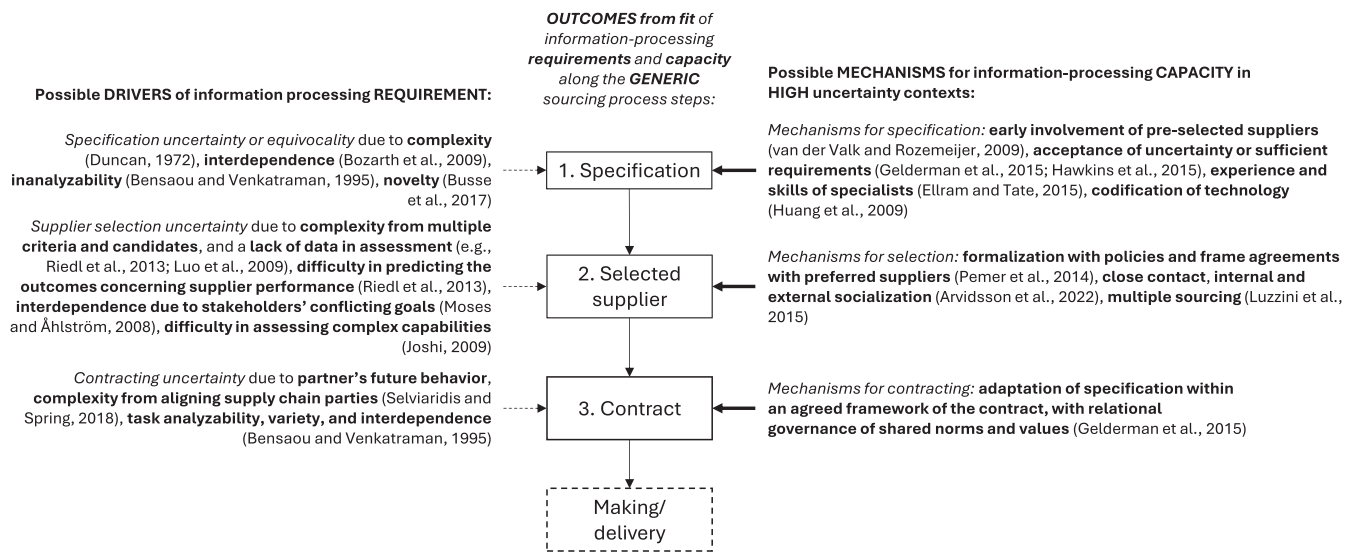 OUTCOMES from fit of
information-processing
requirements and capacity
along the GENERIC
sourcing process steps:
Possible DRIVERS of information processing REQUIREMENT:
Possible MECHANISMS for information-processing CAPACITY in
HIGH uncertainty contexts:
Specification uncertainty or equivocality due to complexity
(Duncan, 1972), interdependence (Bozarth et al., 2009),
inanalyzability (Bensaou and Venkatraman, 1995), novelty (Busse
et al., 2017)
1. Specification
Mechanisms for specification: early involvement of pre-selected suppliers
(van der Valk and Rozemeijer, 2009), acceptance of uncertainty or sufficient
requirements (Gelderman et al., 2015; Hawkins et al., 2015), experience and
skills of specialists (Ellram and Tate, 2015), codification of technology
(Huang et al., 2009)
Supplier selection uncertainty due to complexity from multiple
criteria and candidates, and a lack of data in assessment (e.g.,
Riedl et al., 2013; Luo et al., 2009), difficulty in predicting the
outcomes concerning supplier performance (Riedl et al., 2013),
interdependence due to stakeholders' conflicting goals (Moses
and Åhlström, 2008), difficulty in assessing complex capabilities
(Joshi, 2009)
2. Selected
supplier
Mechanisms for selection: formalization with policies and frame agreements
with preferred suppliers (Pemer et al., 2014), close contact, internal and
external socialization (Arvidsson et al., 2022), multiple sourcing (Luzzini et al.,
2015)
Contracting uncertainty due to partner's future behavior,
complexity from aligning supply chain parties (Selviaridis and
Spring, 2018), task analyzability, variety, and interdependence
(Bensaou and Venkatraman, 1995)
3. Contract
Mechanisms for contracting: adaptation of specification within
an agreed framework of the contract, with relational
governance of shared norms and values (Gelderman et al., 2015)
Making/
delivery